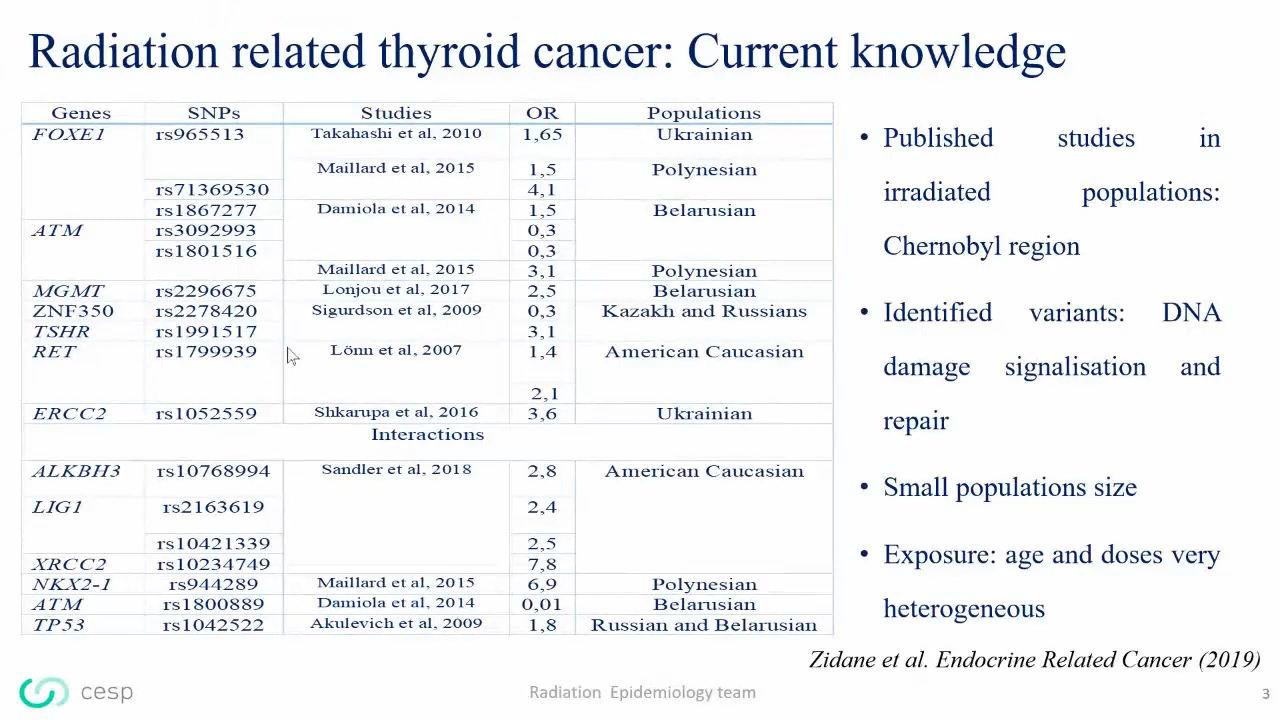 Radiation related thyroid cancer: Current knowledge
Genes SNPs Studies OR Populations
FOXE1 rs965513 Takahashi et al, 2010 1,65 Ukrainian
Maillard et al, 2015 1,5 Polynesian
rs71369530 4,1
rs1867277 Damiola et al, 2014 1,5 Belarusian
ATM rs3092993 0,3
rs1801516 0,3
Maillard et al, 2015 3,1 Polynesian
MGMT rs2296675 Lonjou et al, 2017 2,5 Belarusian
ZNF350 rs2278420 Sigurdson et al, 2009 0,3 Kazakh and Russians
TSHR rs1991517 3,1
RET rs1799939 Lönn et al, 2007 1,4 American Caucasian
2,1
ERCC2 rs1052559 Shkarupa et al, 2016 3,6 Ukrainian
Interactions
ALKBH3 rs10768994 Sandler et al, 2018 2,8 American Caucasian
LIG1 rs2163619 2,4
rs10421339 2,5
XRCC2 rs10234749 7,8
NKX2-1 rs944289 Maillard et al, 2015 6,9 Polynesian
ATM rs1800889 Damiola et al, 2014 0,01 Belarusian
TP53 rs1042522 Akulevich et al, 2009 1,8 Russian and Belarusian
• Published studies in
irradiated populations:
Chernobyl region
• Identified variants: DNA
damage signalisation and
repair
• Small populations size
• Exposure: age and doses very
heterogeneous
Zidane et al. Endocrine Related Cancer (2019)
cesp
Radiation Epidemiology team
3